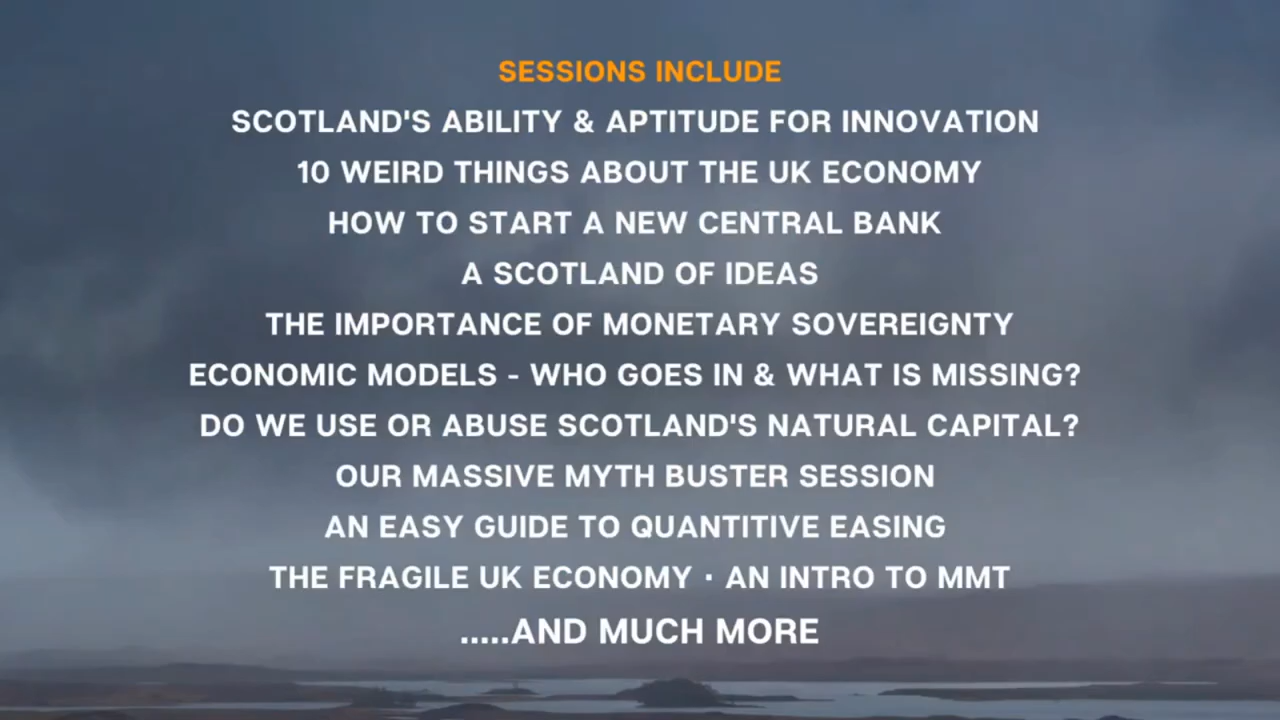 SESSIONS INCLUDE
SCOTLAND'S ABILITY & APTITUDE FOR INNOVATION
10 WEIRD THINGS ABOUT THE UK ECONOMY
HOW TO START A NEW CENTRAL BANK
A SCOTLAND OF IDEAS
THE IMPORTANCE OF MONETARY SOVEREIGNTY
ECONOMIC MODELS - WHO GOES IN & WHAT IS MISSING?
DO WE USE OR ABUSE SCOTLAND'S NATURAL CAPITAL?
OUR MASSIVE MYTH BUSTER SESSION
AN EASY GUIDE TO QUANTITIVE EASING
THE FRAGILE UK ECONOMY · AN INTRO TO MMT
.....AND MUCH MORE